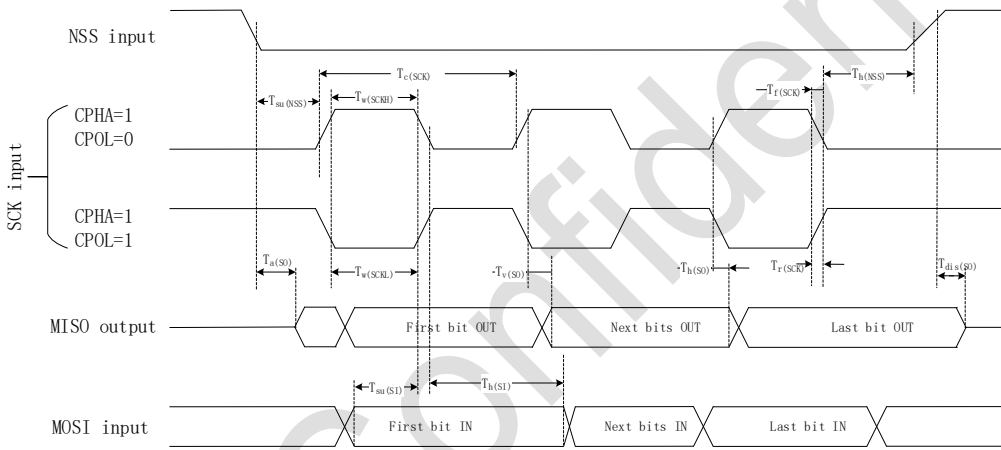 NSS input
Tc(SCK)
Th(NSS)
Tsu(NSS)
Tw(SCKH)
Tf(SCK)
SCK input
CPHA=1
CPOL=0
CPHA=1
CPOL=1
Ta(SO)
Tw(SCKL)
Tv(SO)
Th(SO)
Tr(SCK)
Tdis(SO)
MISO output
First bit OUT
Next bits OUT
Last bit OUT
Tsu(SI)
Th(SI)
MOSI input
First bit IN
Next bits IN
Last bit IN
Confiden